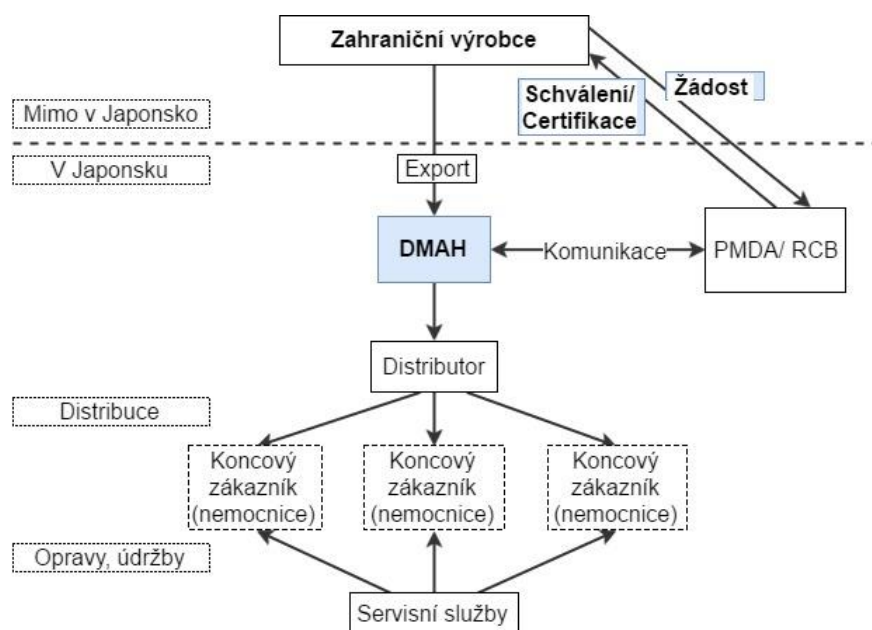 Zahraniční výrobce
Schválení/
Certifikace
Žádost
Mimo v Japonsko
V Japonsku
Export
DMAH
Komunikace
PMDA/ RCB
Distributor
Distribuce
Koncový
zákazník
(nemocnice)
Koncový
zákazník
(nemocnice)
Koncový
zákazník
(nemocnice)
Opravy, údržby
Servisní služby